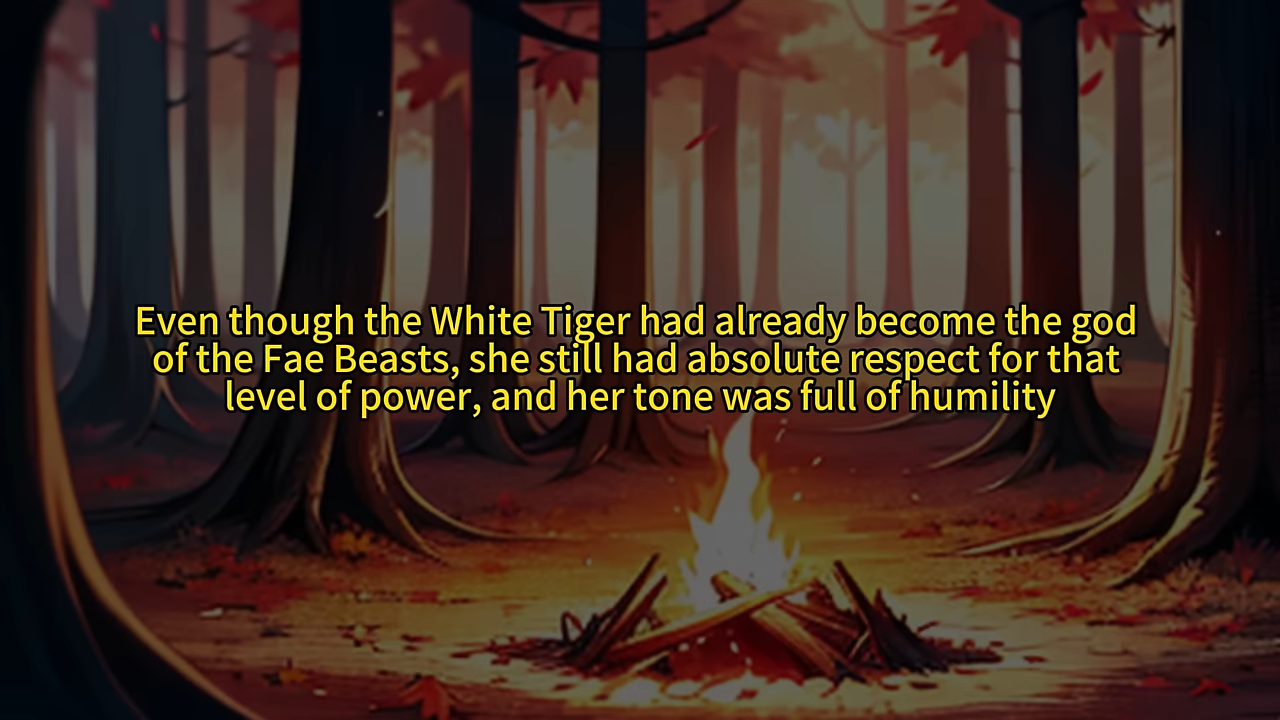 Even though the White Tiger had already become the god
of the Fae Beasts, she still had absolute respect for that
level of power, and her tone was full of humility